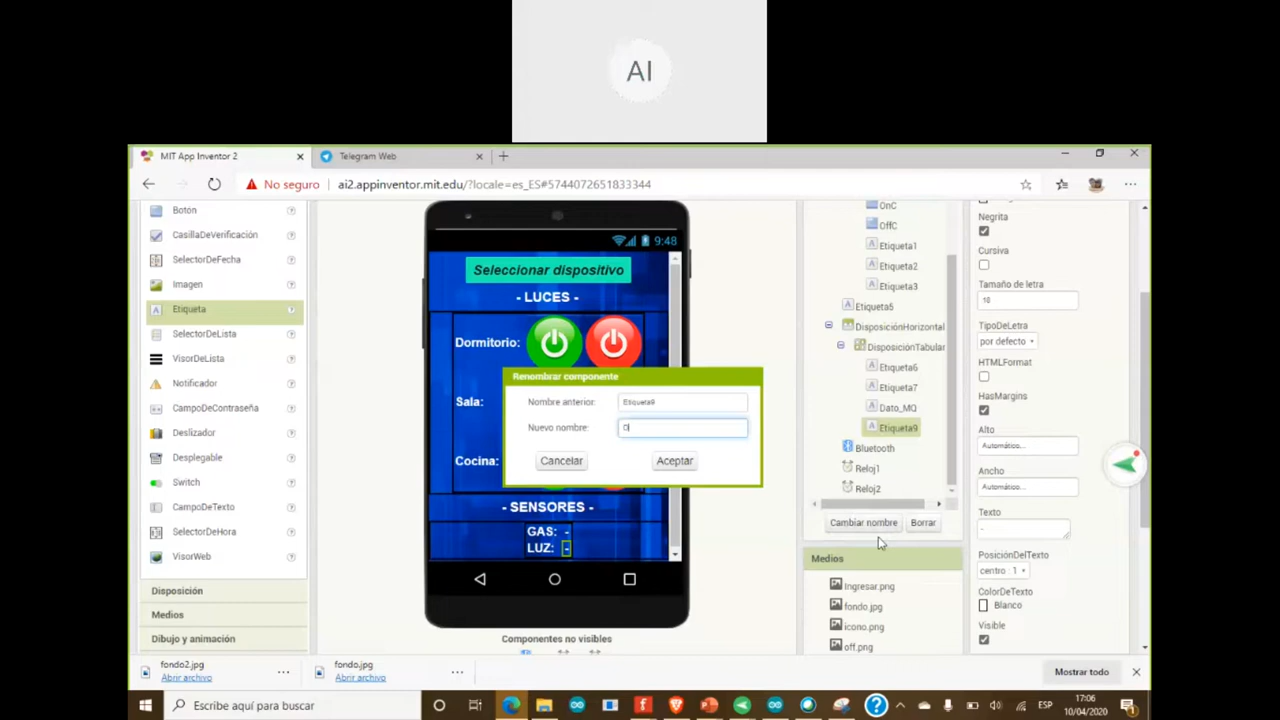 AI
MIT App Inventor 2
Telegram Web
No seguro
ai2.appinventor.mit.edu/?locale=es_ES#5744072651833344
Botón
CasillaDeVerificación
SelectorDeFecha
Imagen
Etiqueta
SelectorDeLista
VisorDeLista
Notificador
CampoDeContraseña
Deslizador
Desplegable
Switch
CampoDeTexto
SelectorDeHora
VisorWeb
Disposición
Medios
Dibujo y animación
9:48
Seleccionar dispositivo
- LUCES -
Dormitorio:
Sala:
Cocina:
- SENSORES -
GAS: -
LUZ: -
Componentes no visibles
Renombrar componente
Nombre anterior:
Etiqueta9
Nuevo nombre:
Cancelar
Aceptar
OnC
OffC
Etiqueta1
Etiqueta2
Etiqueta3
Etiqueta5
DisposiciónHorizontal
DisposiciónTabular
Etiqueta6
Etiqueta7
Dato_MQ
Etiqueta9
Bluetooth
Reloj1
Reloj2
Cambiar nombre
Borrar
Medios
Ingresar.png
fondo.jpg
icono.png
off.png
Negrita
Cursiva
Tamaño de letra
18
TipoDeLetra
por defecto
HTMLFormat
HasMargins
Alto
Automático...
Ancho
Automático...
Texto
-
PosiciónDelTexto
centro : 1
ColorDeTexto
Blanco
Visible
fondo2.jpg
Abrir archivo
fondo.jpg
Abrir archivo
Mostrar todo
Escribe aquí para buscar
ESP
17:06
10/04/2020